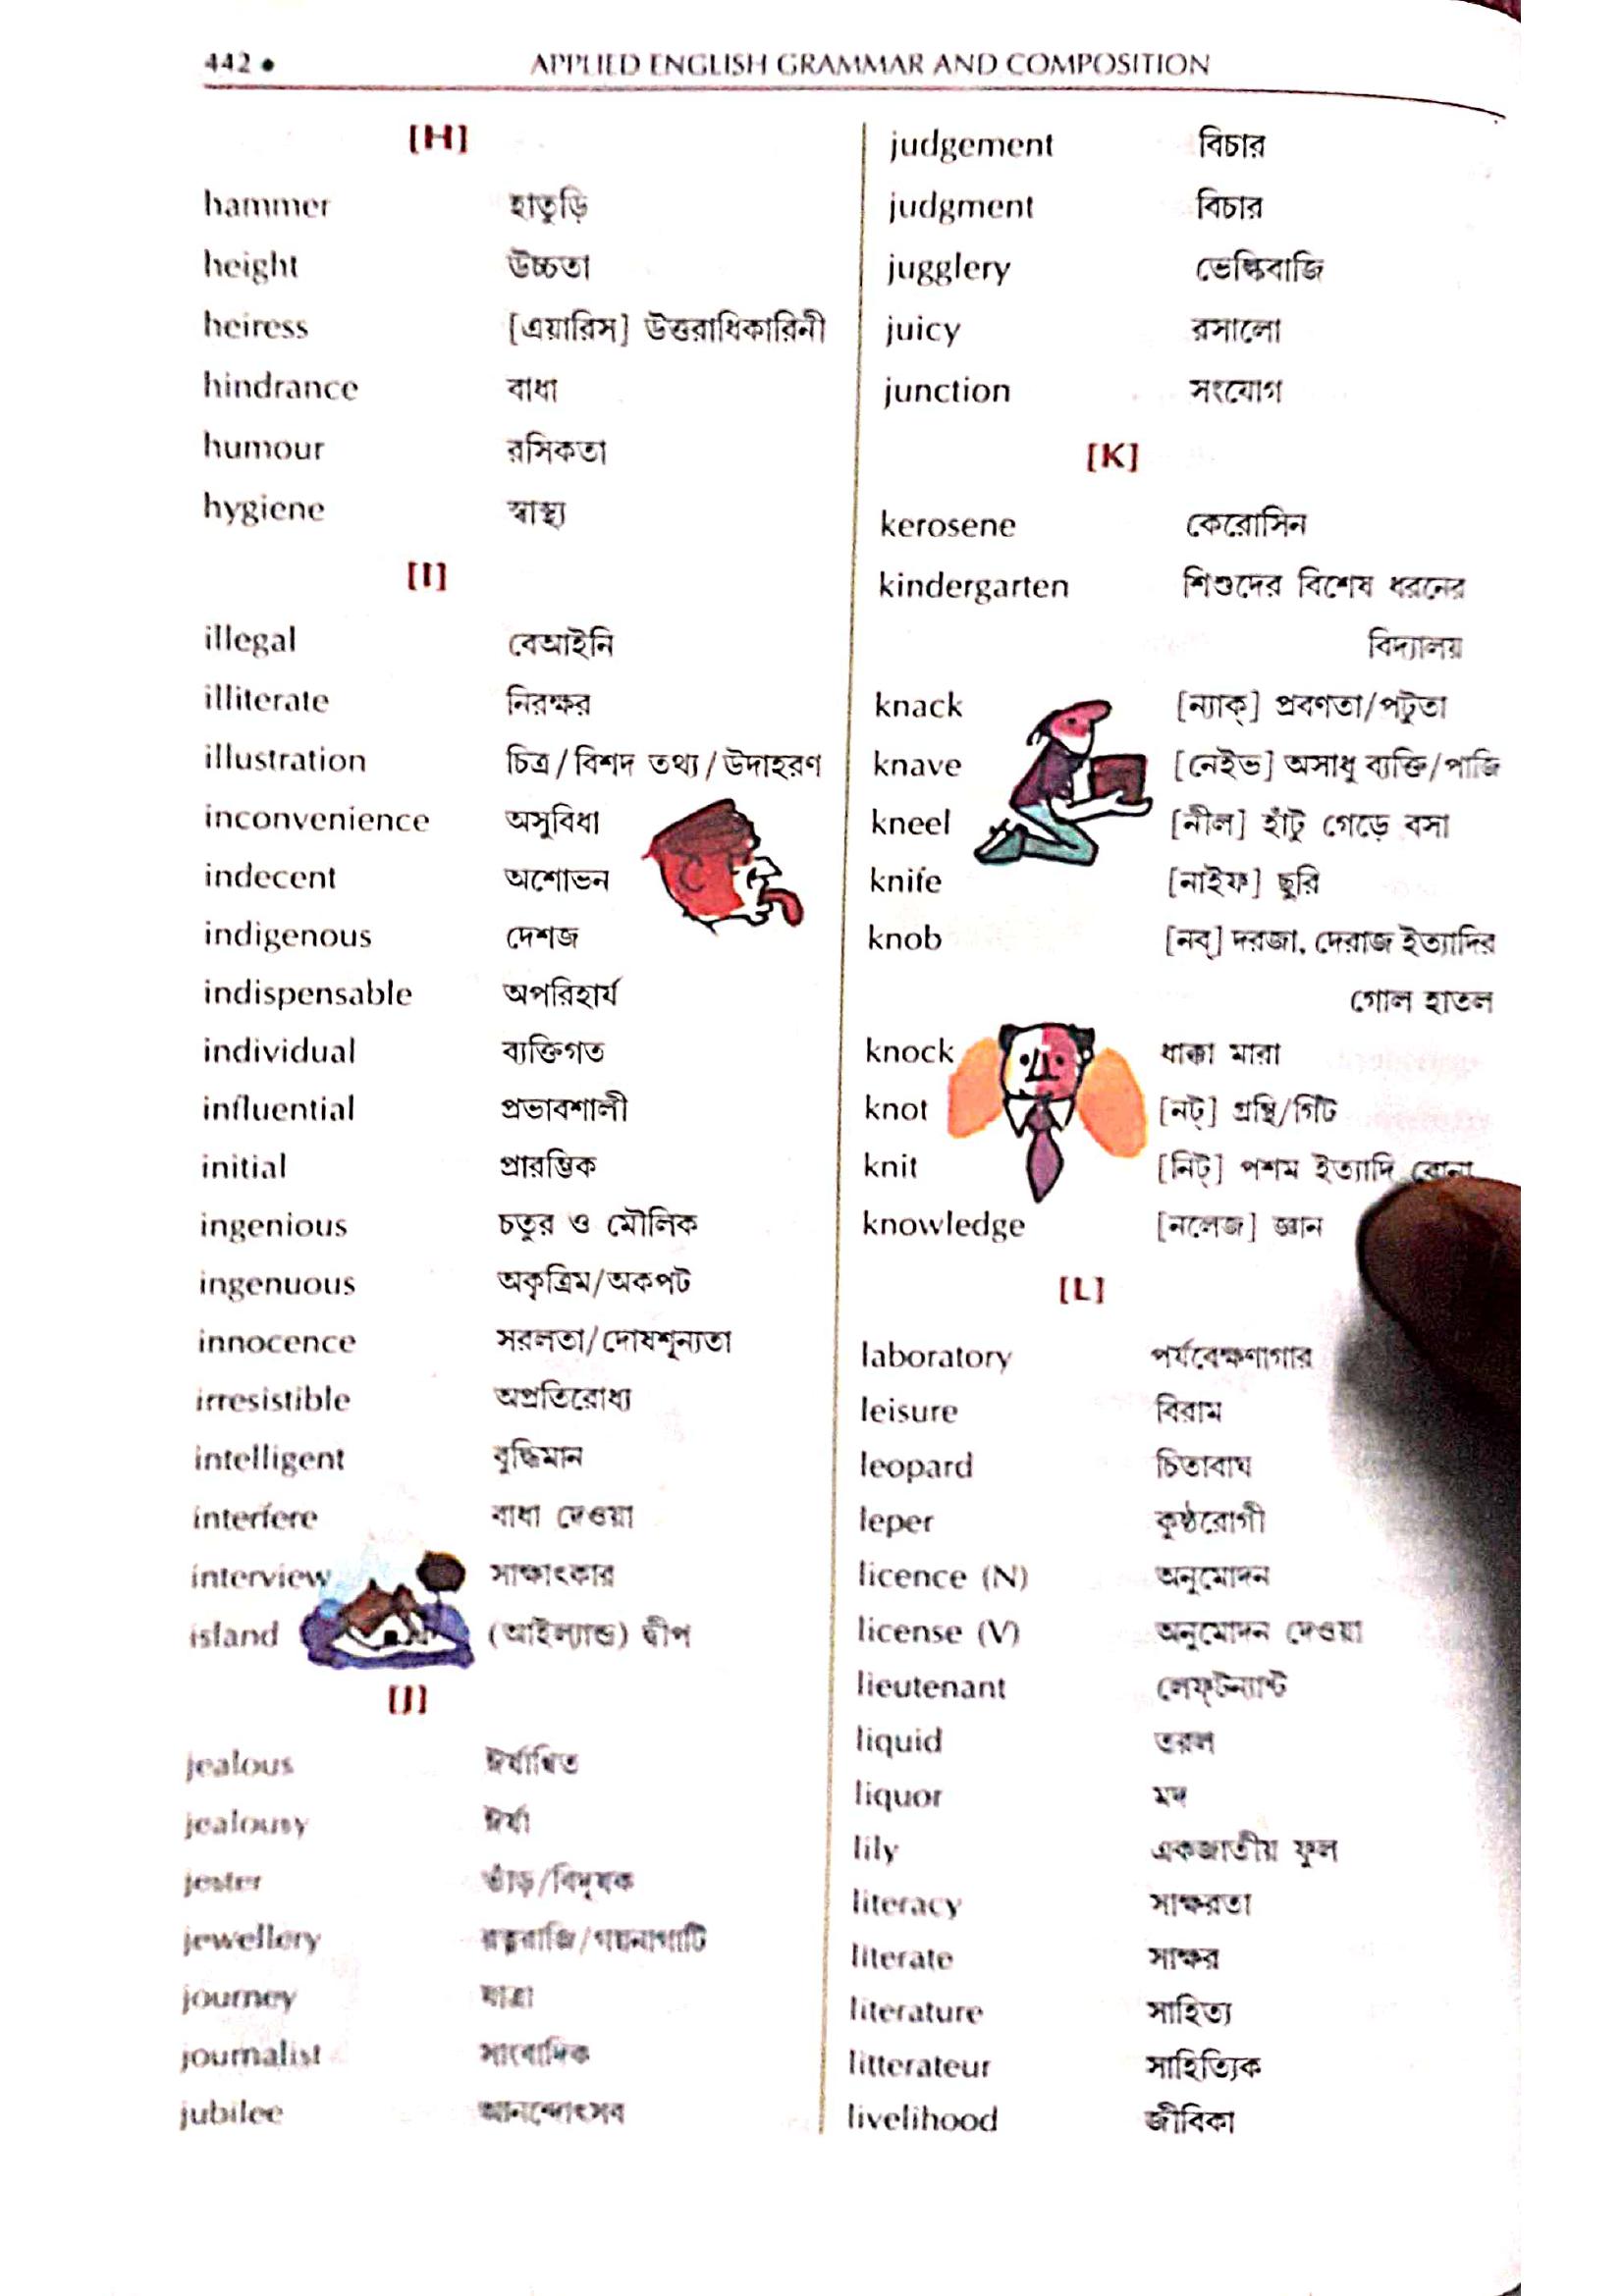 442 • APPLIED ENGLISH GRAMMAR AND COMPOSITION
[H]
hammer হাতুড়ি
height উচ্চতা
heiress [এয়ারিস] উত্তরাধিকারিনী
hindrance বাধা
humour রসিকতা
hygiene স্বাস্থ্য
[I]
illegal বেআইনি
illiterate নিরক্ষর
illustration চিত্র/বিশদ তথ্য/উদাহরণ
inconvenience অসুবিধা
indecent অশোভন
indigenous দেশজ
indispensable অপরিহার্য
individual ব্যক্তিগত
influential প্রভাবশালী
initial প্রারম্ভিক
ingenious চতুর ও মৌলিক
ingenuous অকৃত্রিম/অকপট
innocence সরলতা/দোষশূন্যতা
irresistible অপ্রতিরোধ্য
intelligent বুদ্ধিমান
interfere বাধা দেওয়া
interview সাক্ষাৎকার
island (আইল্যান্ড) দ্বীপ
[J]
jealous ঈর্যান্বিত
jealousy ঈর্যা
jester ভাঁড়/বিদূষক
jewellery রত্নরাজি/গয়নাগাটি
journey যাত্রা
journalist সাংবাদিক
jubilee আনন্দোৎসব
judgement বিচার
judgment বিচার
jugglery ভেল্কিবাজি
juicy রসালো
junction সংযোগ
[K]
kerosene কেরোসিন
kindergarten শিশুদের বিশেষ ধরনের
বিদ্যালয়
knack [ন্যাক্] প্রবণতা/পটুতা
knave [নেইভ] অসাধু ব্যক্তি/পাজি
kneel [নীল] হাঁটু গেড়ে বসা
knife [নাইফ] ছুরি
knob [নব্] দরজা, দেরাজ ইত্যাদির
গোল হাতল
knock ধাক্কা মারা
knot [নট্] গ্রন্থি/গিঁট
knit [নিট্] পশম ইত্যাদি বোনা
knowledge [নলেজ] জ্ঞান
[L]
laboratory পর্যবেক্ষণাগার
leisure বিরাম
leopard চিতাবাঘ
leper কুষ্ঠরোগী
licence (N) অনুমোদন
license (V) অনুমোদন দেওয়া
lieutenant লেফ্‌টন্যান্ট
liquid তরল
liquor মদ
lily একজাতীয় ফুল
literacy সাক্ষরতা
literate সাক্ষর
literature সাহিত্য
litterateur সাহিত্যিক
livelihood জীবিকা